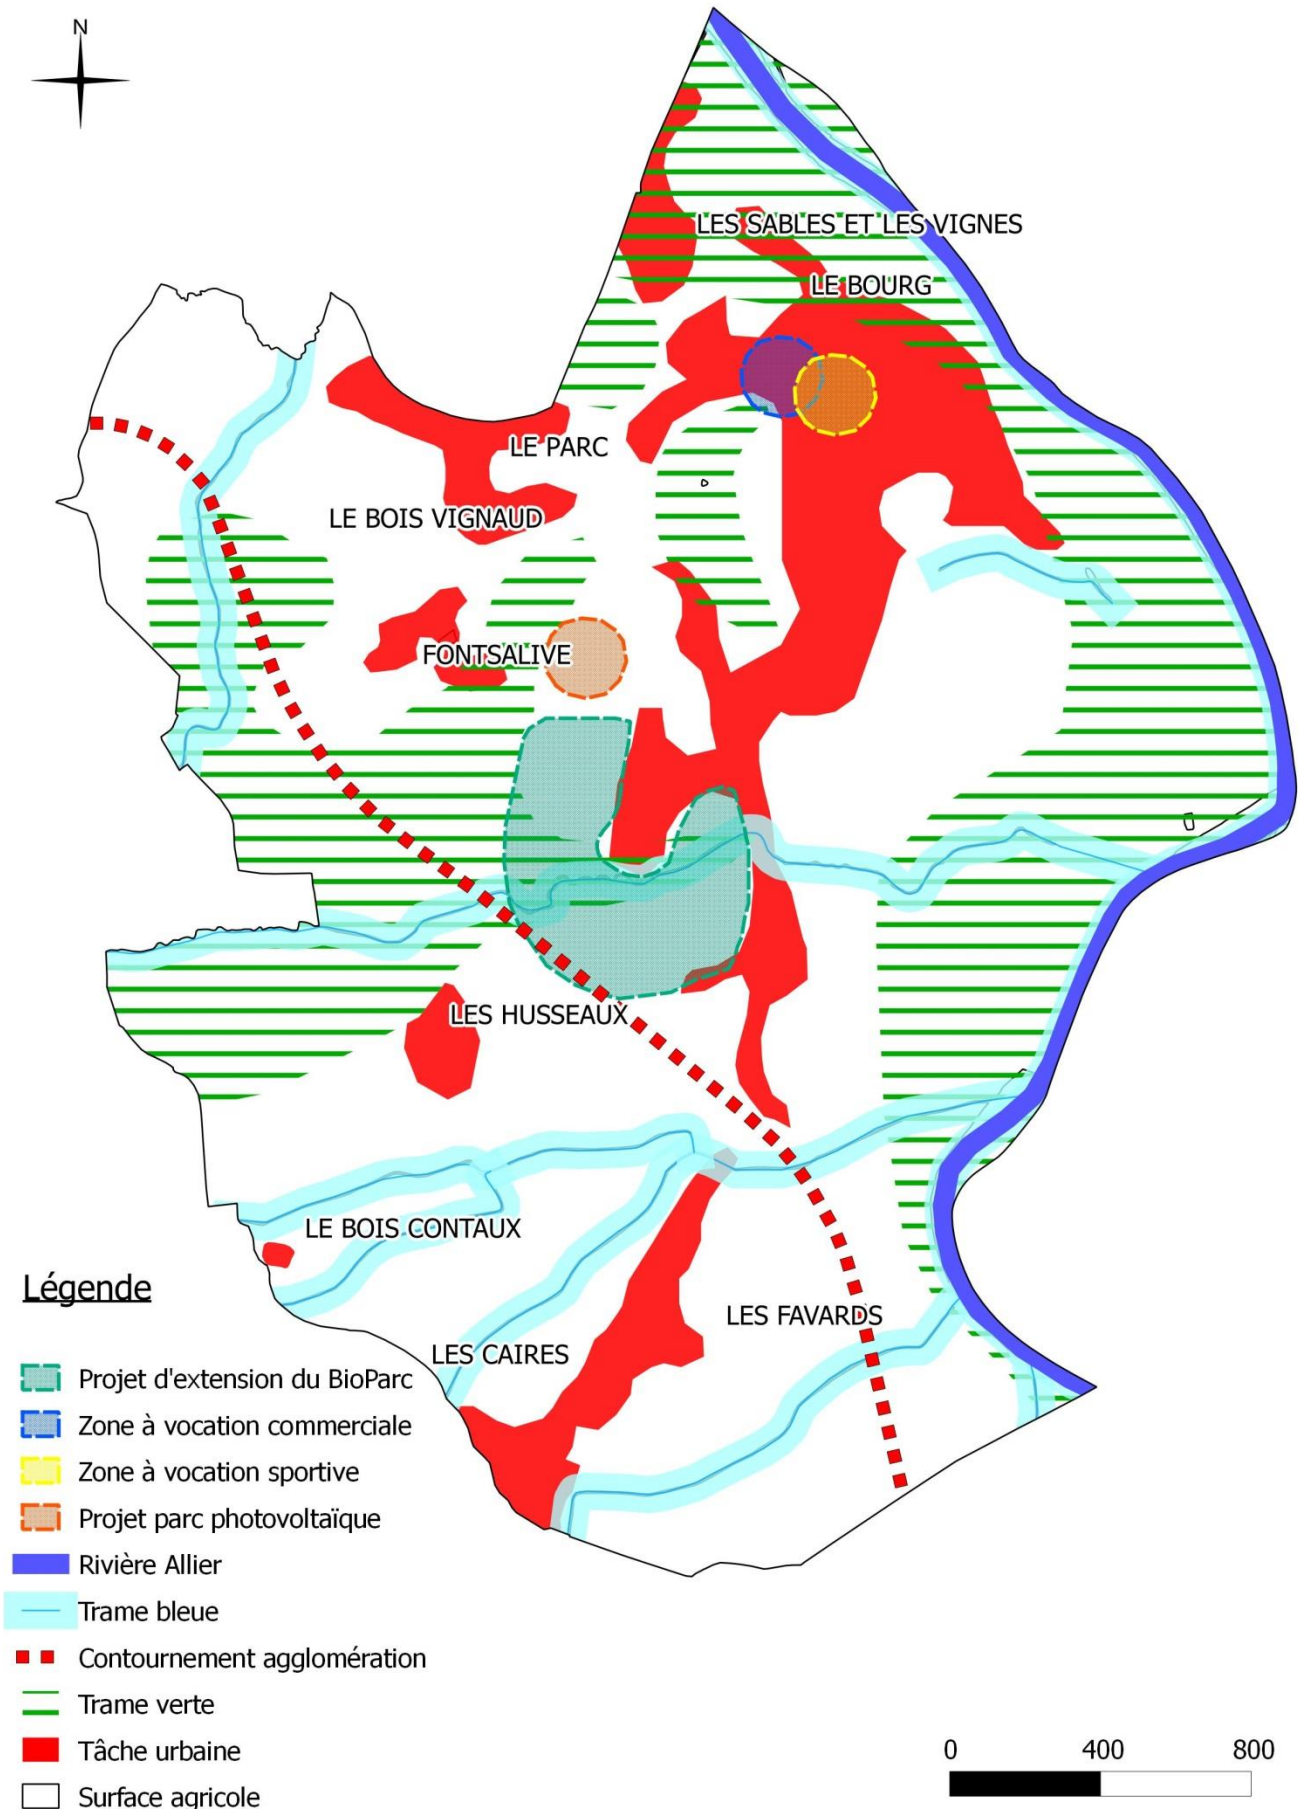 N
LES SABLES ET LES VIGNES
LE BOURG
LE PARC
LE BOIS VIGNAUD
FONTSALIVE
LES HUSSEAUX
LE BOIS CONTAUX
LES FAVARDS
LES CAIRES
Légende
Projet d'extension du BioParc
Zone à vocation commerciale
Zone à vocation sportive
Projet parc photovoltaïque
Rivière Allier
Trame bleue
Contournement agglomération
Trame verte
Tâche urbaine
Surface agricole
0 400 800